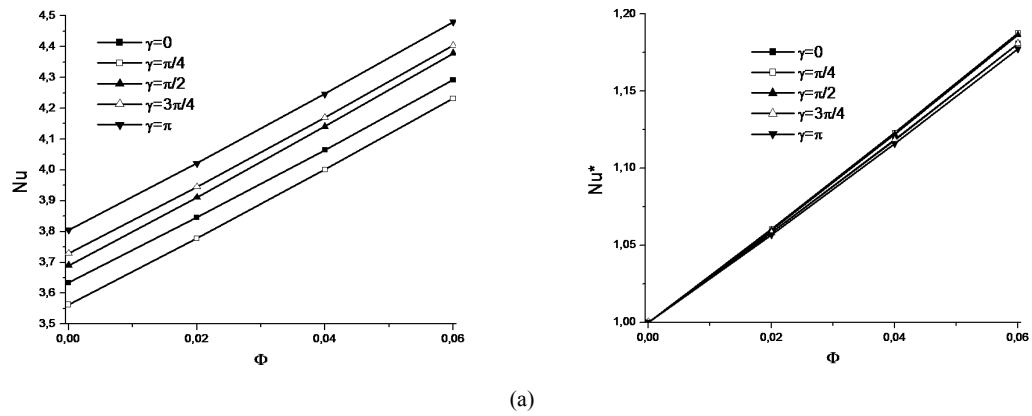 4,5
4,4
4,3
4,2
4,1
4,0
3,9
3,8
3,7
3,6
3,5
Nu
γ=0
γ=π/4
γ=π/2
γ=3π/4
γ=π
0,00 0,02 0,04 0,06
Φ
1,20
1,15
1,10
1,05
1,00
Nu*
γ=0
γ=π/4
γ=π/2
γ=3π/4
γ=π
0,00 0,02 0,04 0,06
Φ
(a)